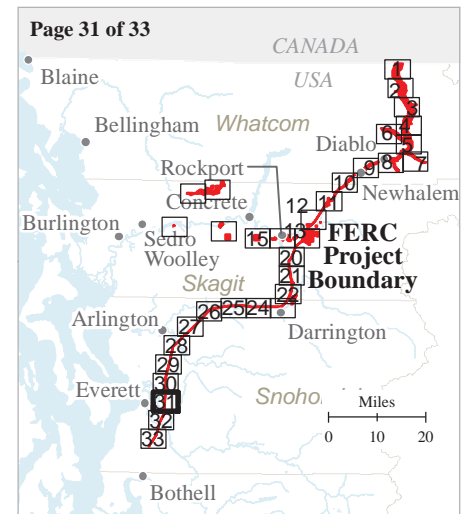 Page 31 of 33
CANADA
USA
Blaine
Bellingham
Whatcom
Diablo
Rockport
Newhalem
Concrete
Burlington
Sedro
Woolley
FERC
Project
Boundary
Skagit
Arlington
Darrington
Everett
Snoho
Bothell
Miles
0 10 20
1
2
3
4
5
6
7
8
9
10
11
12
13
15
20
21
22
24
25
26
27
28
29
30
31
32
33